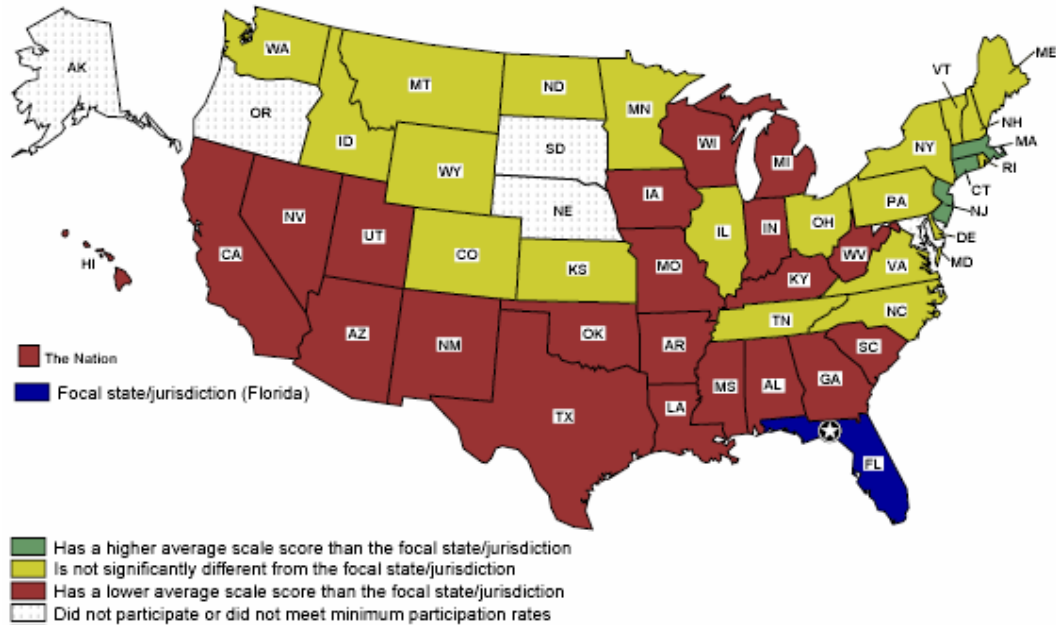 AK
WA
MT
ND
MN
VT
ME
OR
ID
WY
SD
WI
MI
NY
NH
MA
RI
CT
NE
IA
PA
NJ
NV
UT
CO
KS
IL
IN
OH
DE
MD
HI
CA
MO
KY
WV
VA
AZ
NM
OK
AR
TN
NC
SC
The Nation
TX
LA
MS
AL
GA
Focal state/jurisdiction (Florida)
FL
Has a higher average scale score than the focal state/jurisdiction
Is not significantly different from the focal state/jurisdiction
Has a lower average scale score than the focal state/jurisdiction
Did not participate or did not meet minimum participation rates